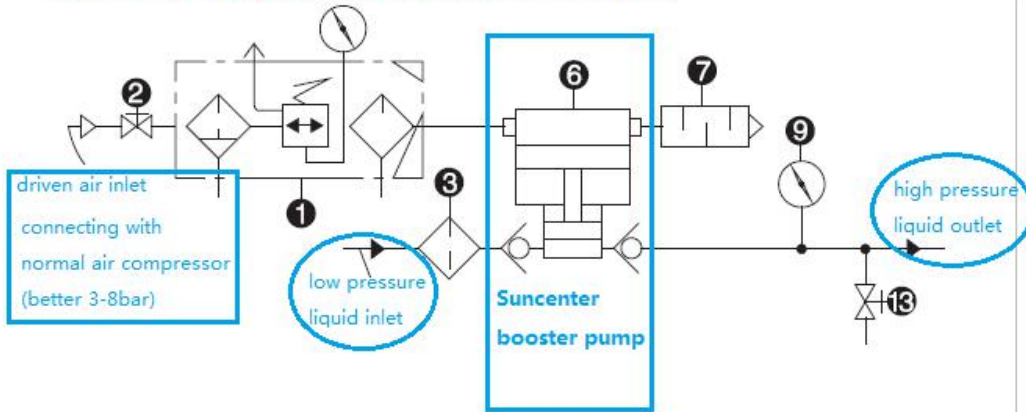 2
6
7
9
driven air inlet
connecting with
normal air compressor
(better 3-8bar)
1
3
low pressure
liquid inlet
Suncenter
booster pump
high pressure
liquid outlet
13